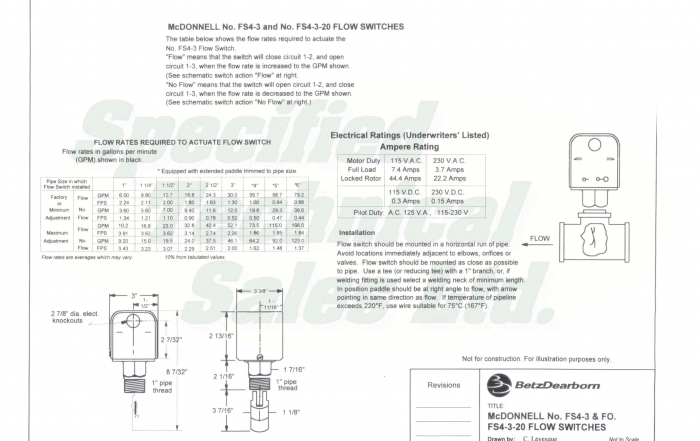 McDONNELL No. FS4-3 and No. FS4-3-20 FLOW SWITCHES
The table below shows the flow rates required to actuate the
No. FS4-3 Flow Switch.
"Flow" means that the switch will close circuit 1-2, and open
circuit 1-3, when the flow rate is increased to the GPM shown.
(See schematic switch action "Flow" at right.
"No Flow" means that the switch will open circuit 1-2, and close
circuit 1-3, when the flow rate is decreased to the GPM shown.
(See schematic switch action "No Flow" at right.)
Specified
Technical
Sales Ltd.
FLOW RATES REQUIRED TO ACTUATE FLOW SWITCH
Flow rates in gallons per minute
(GPM) shown in black.
* Equipped with extended paddle trimmed to pipe size
Pipe Size in which Flow Switch installed 1" 1 1/4" 1 1/2" 2" 2 1/2" 3" *4" *5" *6"
Factory or Minimum Adjustment
Flow GPM 6.00 9.80 12.7 18.8 24.3 30.0 39.7 58.7 79.2
FPS 2.24 2.11 2.00 1.80 1.63 1.30 1.00 0.94 0.88
No Flow GPM 3.60 5.60 7.00 9.40 11.6 12.0 19.8 29.3 39.6
FPS 1.34 1.21 1.10 0.90 0.78 0.52 0.50 0.47 0.44
Maximum Adjustment
Flow GPM 10.2 16.8 23.0 32.8 43.4 52.1 73.5 115.0 166.0
FPS 3.81 3.62 3.62 3.14 2.74 2.26 1.86 1.85 1.84
No Flow GPM 9.20 15.0 19.5 24.0 37.5 46.1 64.2 92.0 123.0
FPS 3.43 3.23 3.07 2.29 2.51 2.00 1.62 1.48 1.37
Flow rates are averages which may vary 10% from tabulated values
Electrical Ratings (Underwriters' Listed)
Ampere Rating
Motor Duty 115 V.A.C. 230 V.A.C.
Full Load 7.4 Amps 3.7 Amps
Locked Rotor 44.4 Amps 22.2 Amps
115 V.D.C. 230 V.D.C.
0.3 Amps 0.15 Amps
Pilot Duty: A.C. 125 V.A., 115-230 V
Installation
Flow switch should be mounted in a horizontal run of pipe.
Avoid locations immediately adjacent to elbows, orifices or
valves. Flow switch should be mounted as close as possible
to pipe. Use a tee (or reducing tee) with a 1" branch, or, if
welding fitting is used select a welding neck of minimum length.
In position paddle should be at right angle to flow, with arrow
pointing in same direction as flow. If temperature of pipeline
exceeds 220°F, use wire suitable for 75°C (167°F).
FLOW
3"
1-
1/2"
2 7/8" dia. elect.
knockouts
2 7/32"
8 7/32"
1" pipe
thread
3 3/8"
1-
11/16"
2 13/16"
2 1/16"
1 7/16"
1" pipe
thread
3 7/16"
1 1/8"
Not for construction. For illustration purposes only.
Revisions
BetzDearborn
TITLE
McDONNELL No. FS4-3 & FO.
FS4-3-20 FLOW SWITCHES
Drawn by: C. Levesque
Not to Scale